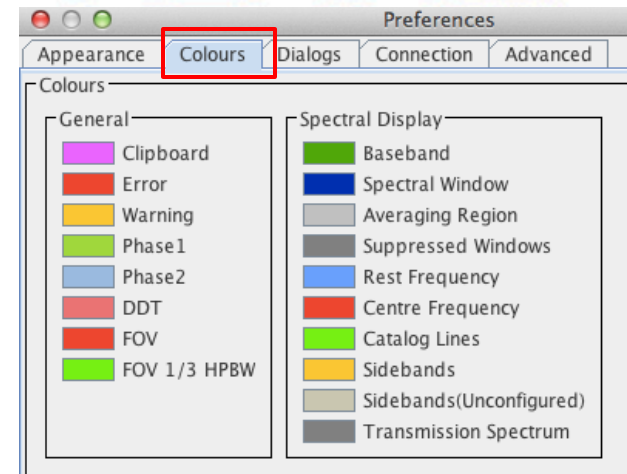 Preferences
Appearance Colours Dialogs Connection Advanced
Colours
General
Clipboard
Error
Warning
Phase1
Phase2
DDT
FOV
FOV 1/3 HPBW
Spectral Display
Baseband
Spectral Window
Averaging Region
Suppressed Windows
Rest Frequency
Centre Frequency
Catalog Lines
Sidebands
Sidebands(Unconfigured)
Transmission Spectrum